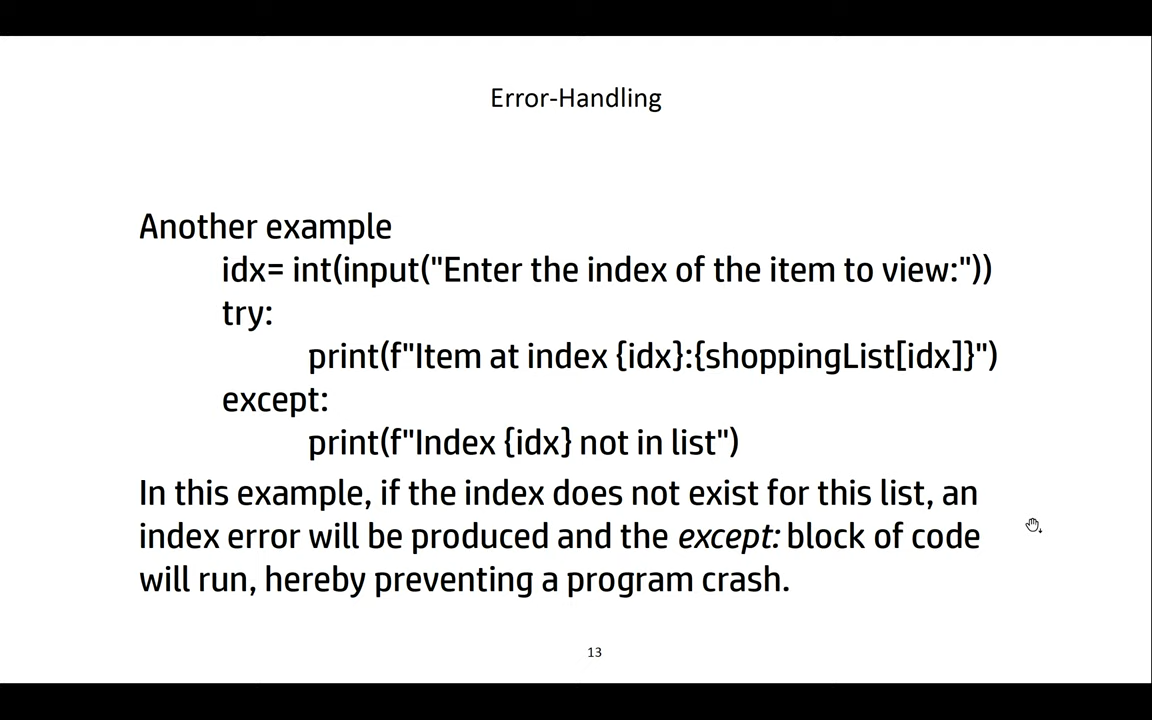 Error-Handling
Another example
idx= int(input("Enter the index of the item to view:"))
try:
print(f"Item at index {idx}:{shoppingList[idx]}")
except:
print(f"Index {idx} not in list")
In this example, if the index does not exist for this list, an
index error will be produced and the except: block of code
will run, hereby preventing a program crash.
13